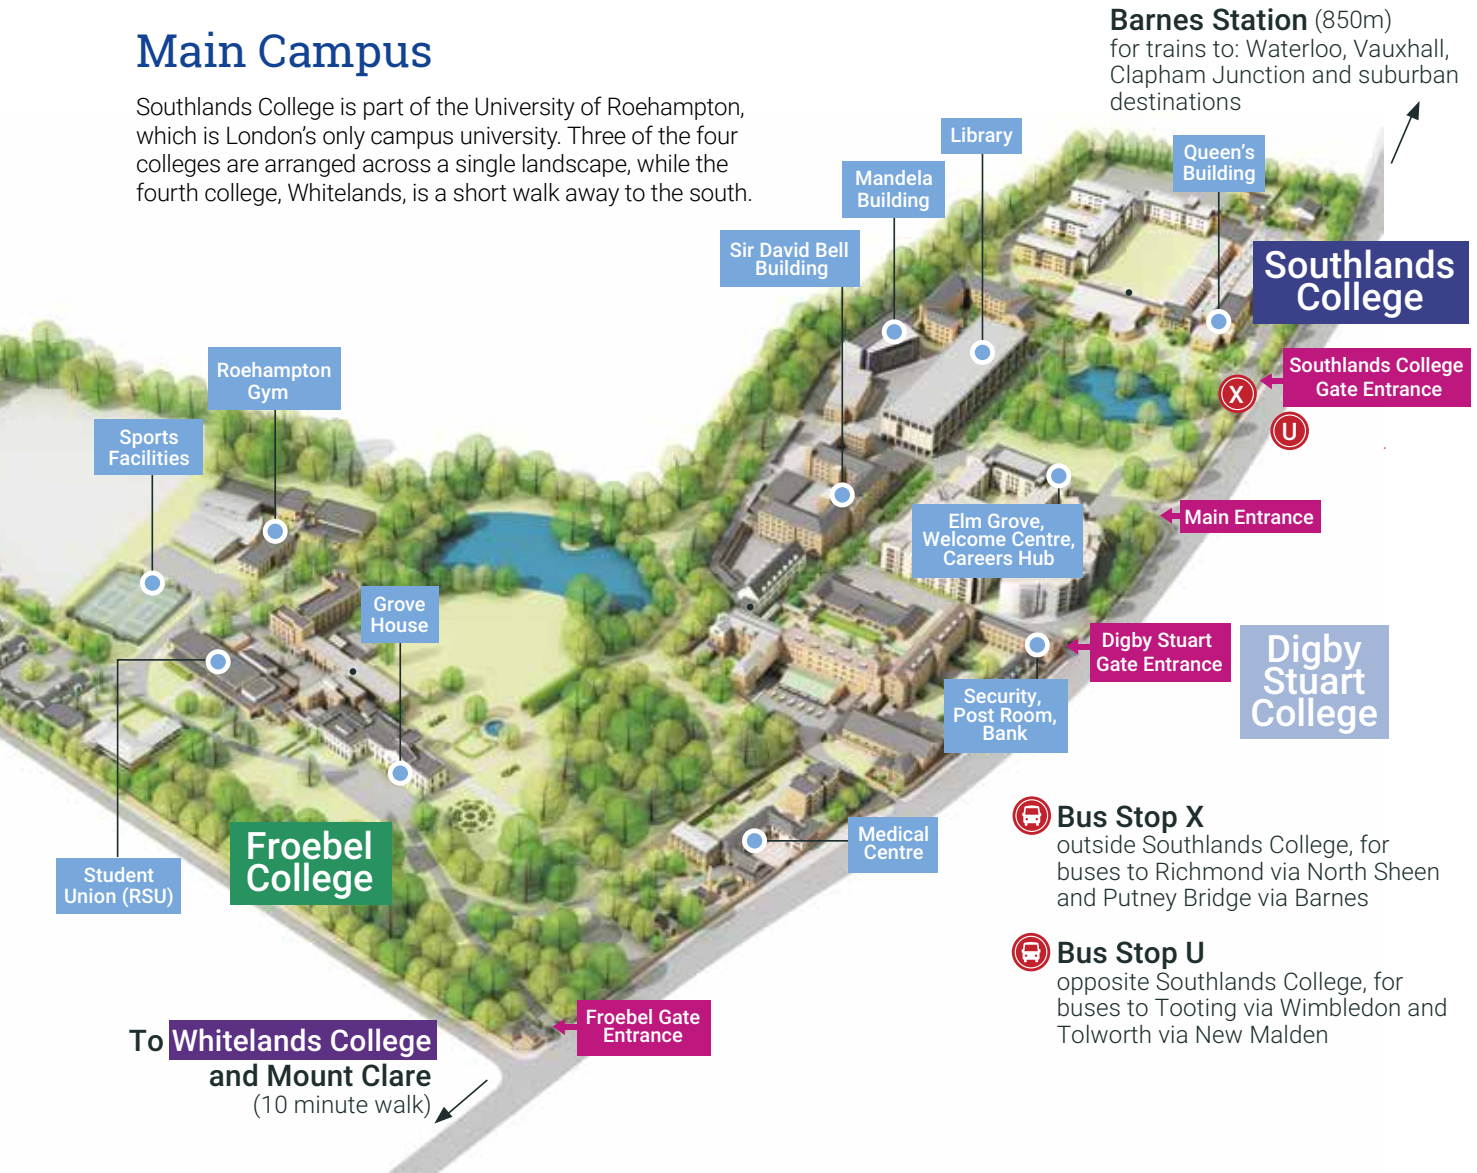 Main Campus
Southlands College is part of the University of Roehampton,
which is London's only campus university. Three of the four
colleges are arranged across a single landscape, while the
fourth college, Whitelands, is a short walk away to the south.
Barnes Station (850m)
for trains to: Waterloo, Vauxhall,
Clapham Junction and suburban
destinations
Library
Queen's
Building
Mandela
Building
Sir David Bell
Building
Southlands
College
Roehampton
Gym
Southlands College
Gate Entrance
X
U
Sports
Facilities
Main Entrance
Elm Grove,
Welcome Centre,
Careers Hub
Grove
House
Digby Stuart
Gate Entrance
Digby
Stuart
College
Security,
Post Room,
Bank
Medical
Centre
Froebel
College
Student
Union (RSU)
Bus Stop X
outside Southlands College, for
buses to Richmond via North Sheen
and Putney Bridge via Barnes
Bus Stop U
opposite Southlands College, for
buses to Tooting via Wimbledon and
Tolworth via New Malden
Froebel Gate
Entrance
To Whitelands College
and Mount Clare
(10 minute walk)